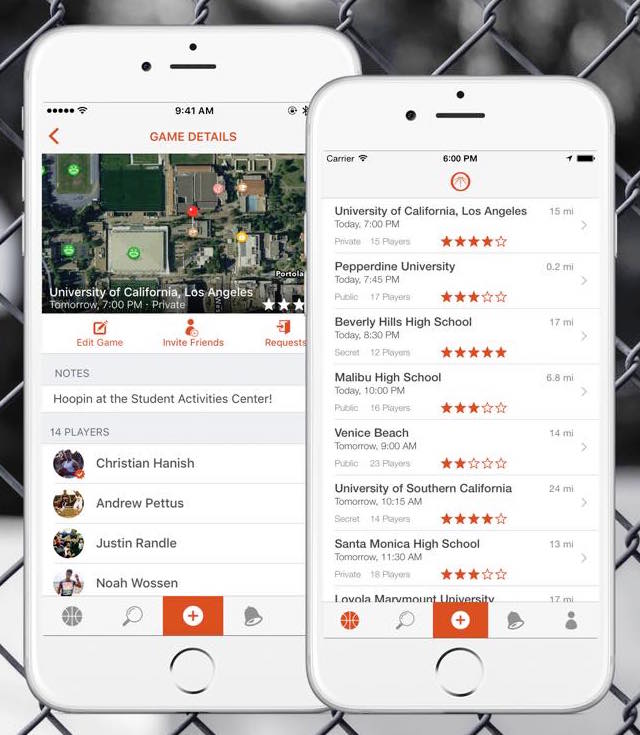 9:41 AM
GAME DETAILS
Portola
University of California, Los Angeles
Tomorrow, 7:00 PM · Private
Edit Game
Invite Friends
Requests
NOTES
Hoopin at the Student Activities Center!
14 PLAYERS
Christian Hanish
Andrew Pettus
Justin Randle
Noah Wossen
Carrier
6:00 PM
University of California, Los Angeles
15 mi
Today, 7:00 PM
Private 15 Players
Pepperdine University
0.2 mi
Today, 7:45 PM
Public 17 Players
Beverly Hills High School
17 mi
Today, 8:30 PM
Secret 12 Players
Malibu High School
6.8 mi
Today, 10:00 PM
Public 16 Players
Venice Beach
14 mi
Tomorrow, 9:00 AM
Public 23 Players
University of Southern California
24 mi
Tomorrow, 10:15 AM
Secret 14 Players
Santa Monica High School
13 mi
Tomorrow, 11:30 AM
Private 18 Players
Loyola Marymount University
17 mi